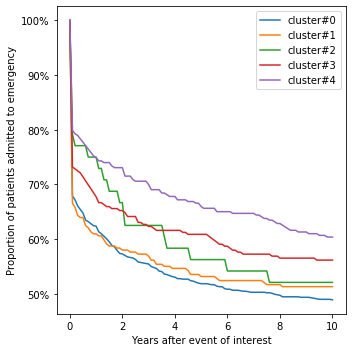 cluster#0
cluster#1
cluster#2
cluster#3
cluster#4
Proportion of patients admitted to emergency
100%
90%
80%
70%
60%
50%
0 2 4 6 8 10
Years after event of interest